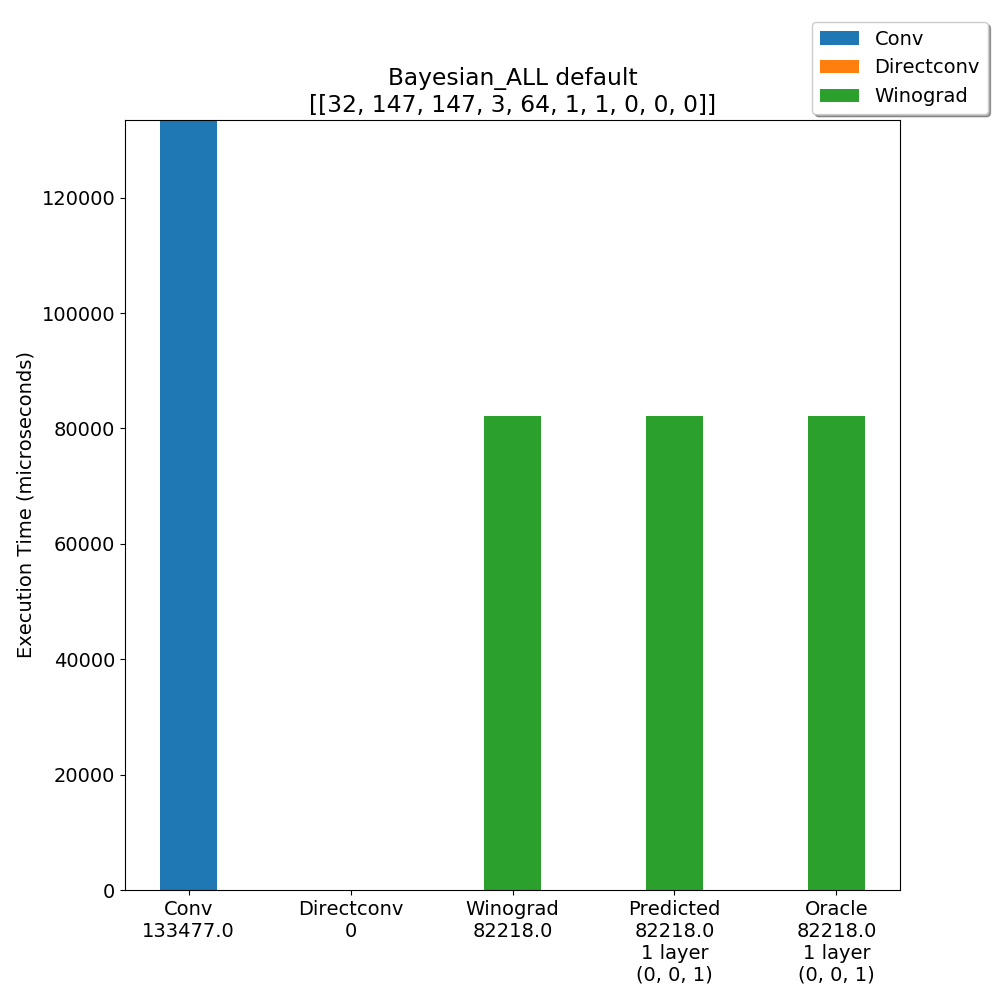 Conv
Directconv
Winograd
Bayesian_ALL default
[[32, 147, 147, 3, 64, 1, 1, 0, 0, 0]]
Execution Time (microseconds)
120000
100000
80000
60000
40000
20000
0
Conv
133477.0
Directconv
0
Winograd
82218.0
Predicted
82218.0
1 layer
(0, 0, 1)
Oracle
82218.0
1 layer
(0, 0, 1)